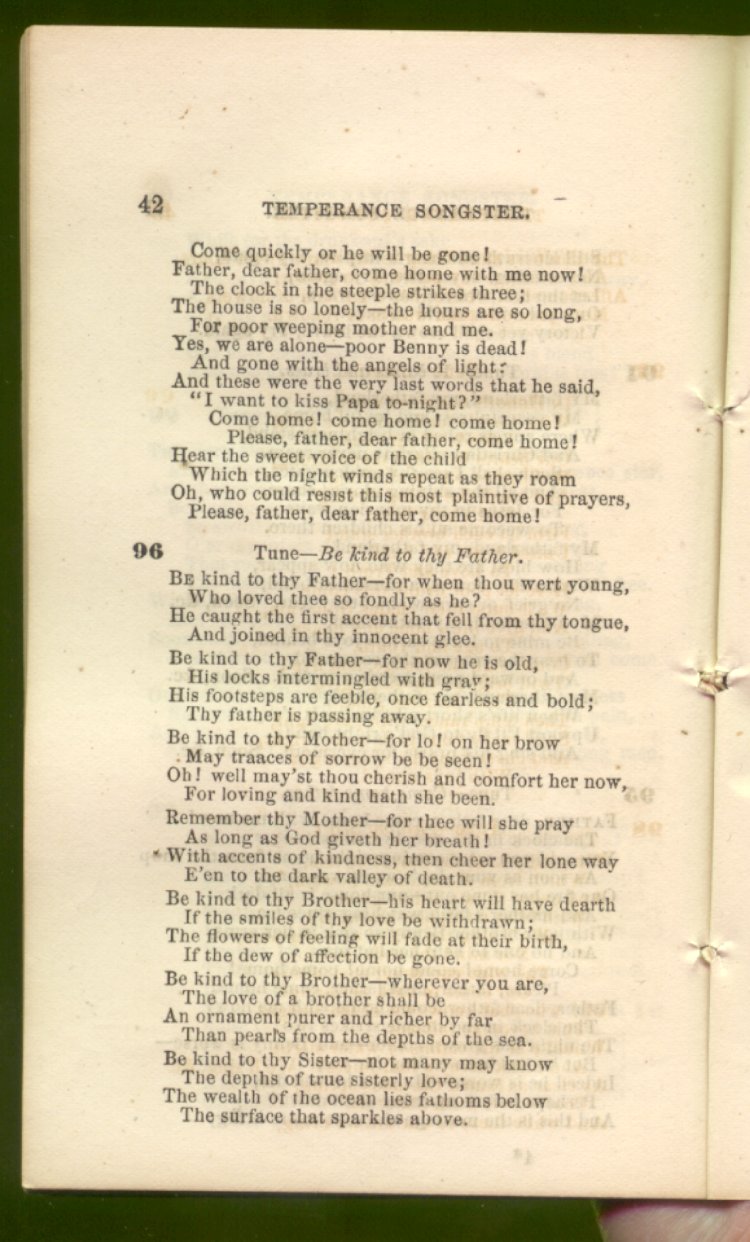 42 TEMPERANCE SONGSTER.
Come quickly or he will be gone!
Father, dear father, come home with me now!
The clock in the steeple strikes three;
The house is so lonely—the hours are so long,
For poor weeping mother and me.
Yes, we are alone—poor Benny is dead!
And gone with the angels of light:
And these were the very last words that he said,
"I want to kiss Papa to-night?"
Come home! come home! come home!
Please, father, dear father, come home!
Hear the sweet voice of the child
Which the night winds repeat as they roam
Oh, who could resist this most plaintive of prayers,
Please, father, dear father, come home!
96 Tune—Be kind to thy Father.
BE kind to thy Father—for when thou wert young,
Who loved thee so fondly as he?
He caught the first accent that fell from thy tongue,
And joined in thy innocent glee.
Be kind to thy Father—for now he is old,
His locks intermingled with gray;
His footsteps are feeble, once fearless and bold;
Thy father is passing away.
Be kind to thy Mother—for lo! on her brow
May traaces of sorrow be be seen!
Oh! well may'st thou cherish and comfort her now,
For loving and kind hath she been.
Remember thy Mother—for thee will she pray
As long as God giveth her breath!
With accents of kindness, then cheer her lone way
E'en to the dark valley of death.
Be kind to thy Brother—his heart will have dearth
If the smiles of thy love be withdrawn;
The flowers of feeling will fade at their birth,
If the dew of affection be gone.
Be kind to thy Brother—wherever you are,
The love of a brother shall be
An ornament purer and richer by far
Than pearls from the depths of the sea.
Be kind to thy Sister—not many may know
The depths of true sisterly love;
The wealth of the ocean lies fathoms below
The surface that sparkles above.